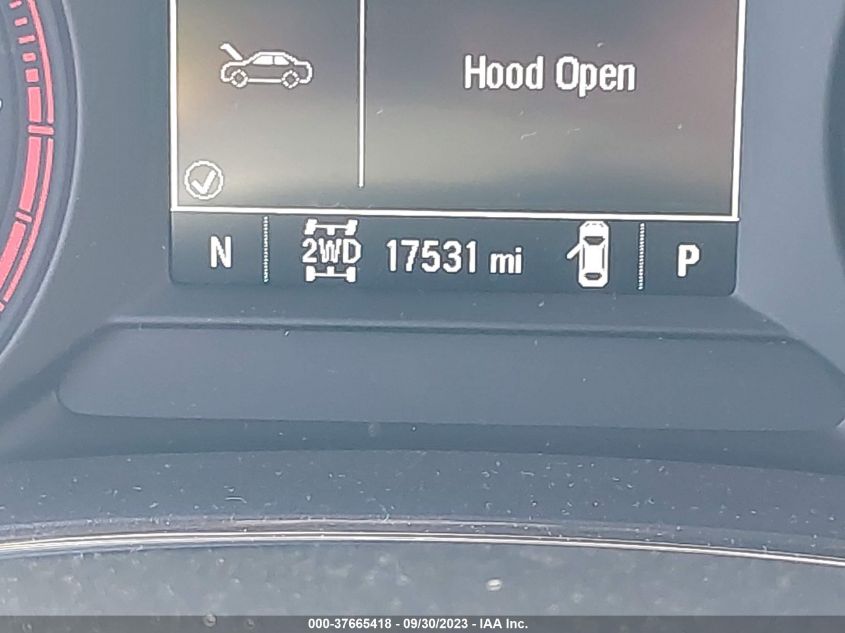 Hood Open
N 2WD 17531 mi P
000-37665418 - 09/30/2023 - IAA Inc.